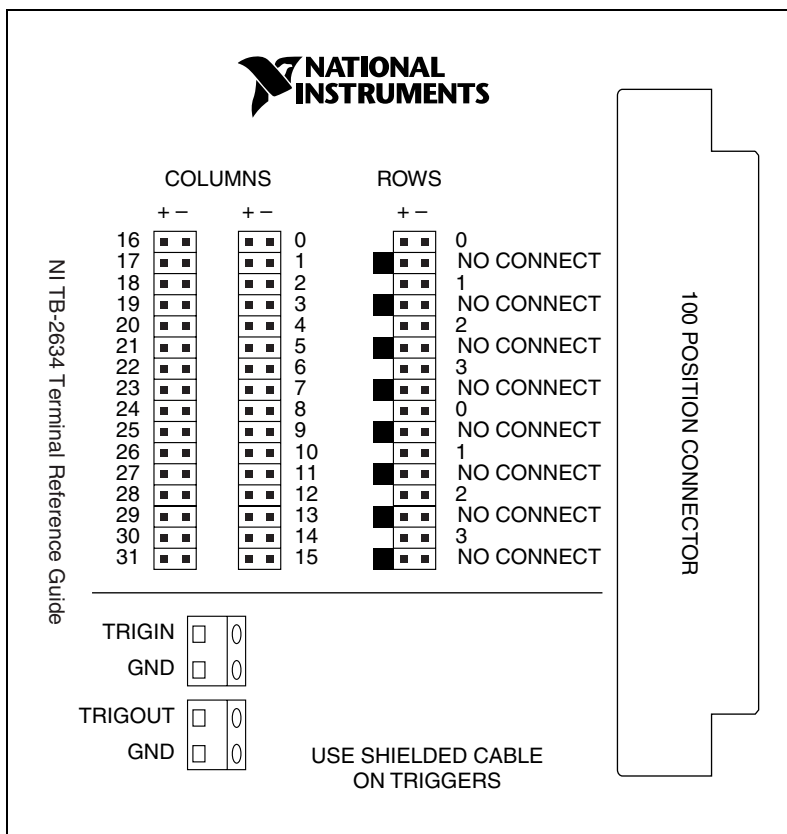 NATIONAL
INSTRUMENTS
COLUMNS ROWS
+ − + − + −
16 0 0
17 1 NO CONNECT
18 2 1
19 3 NO CONNECT
20 4 2
21 5 NO CONNECT
22 6 3
23 7 NO CONNECT
24 8 0
25 9 NO CONNECT
26 10 1
27 11 NO CONNECT
28 12 2
29 13 NO CONNECT
30 14 3
31 15 NO CONNECT
NI TB-2634 Terminal Reference Guide
100 POSITION CONNECTOR
TRIGIN
GND
TRIGOUT
GND
USE SHIELDED CABLE
ON TRIGGERS